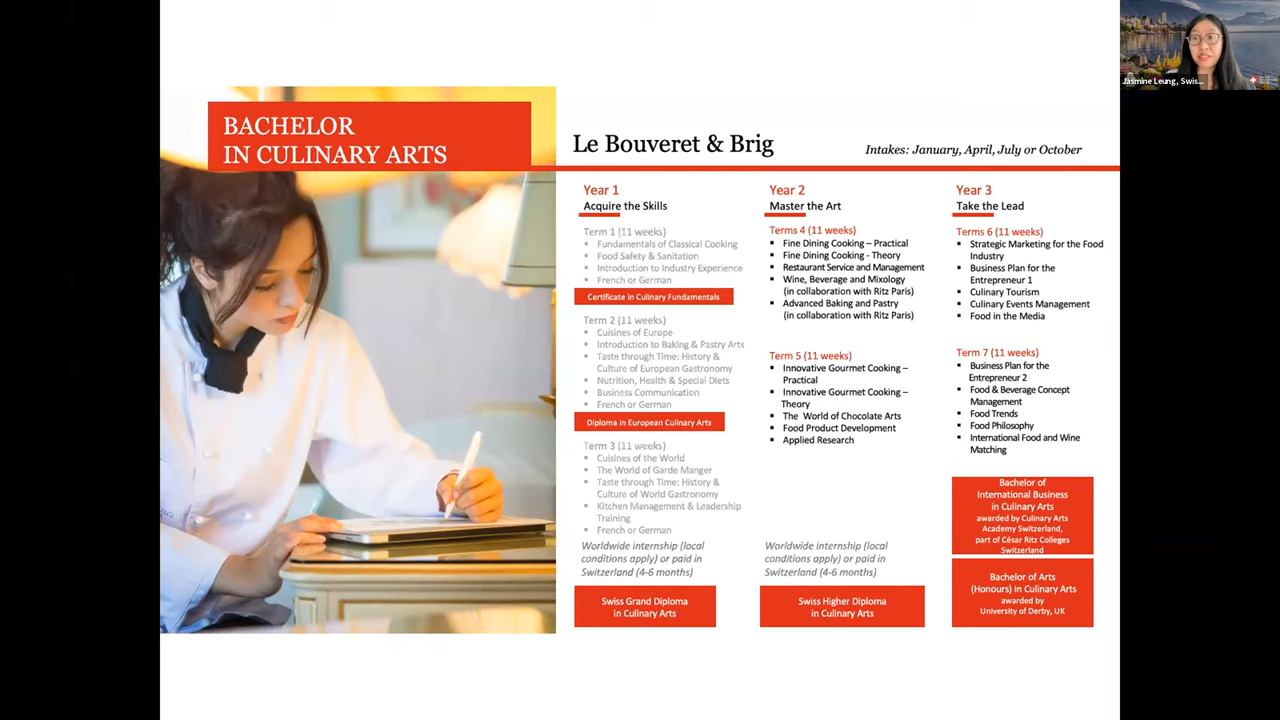 BACHELOR
IN CULINARY ARTS
Le Bouveret & Brig
Intakes: January, April, July or October
Year 1
Acquire the Skills
Term 1 (11 weeks)
▪ Fundamentals of Classical Cooking
▪ Food Safety & Sanitation
▪ Introduction to Industry Experience
▪ French or German
Certificate in Culinary Fundamentals
Term 2 (11 weeks)
▪ Cuisines of Europe
▪ Introduction to Baking & Pastry Arts
▪ Taste through Time: History &
Culture of European Gastronomy
▪ Nutrition, Health & Special Diets
▪ Business Communication
▪ French or German
Diploma in European Culinary Arts
Term 3 (11 weeks)
▪ Cuisines of the World
▪ The World of Garde Manger
▪ Taste through Time: History &
Culture of World Gastronomy
▪ Kitchen Management & Leadership
Training
▪ French or German
Worldwide internship (local
conditions apply) or paid in
Switzerland (4-6 months)
Swiss Grand Diploma
in Culinary Arts
Year 2
Master the Art
Terms 4 (11 weeks)
▪ Fine Dining Cooking – Practical
▪ Fine Dining Cooking - Theory
▪ Restaurant Service and Management
▪ Wine, Beverage and Mixology
(in collaboration with Ritz Paris)
▪ Advanced Baking and Pastry
(in collaboration with Ritz Paris)
Term 5 (11 weeks)
▪ Innovative Gourmet Cooking –
Practical
▪ Innovative Gourmet Cooking –
Theory
▪ The World of Chocolate Arts
▪ Food Product Development
▪ Applied Research
Worldwide internship (local
conditions apply) or paid in
Switzerland (4-6 months)
Swiss Higher Diploma
in Culinary Arts
Year 3
Take the Lead
Terms 6 (11 weeks)
▪ Strategic Marketing for the Food
Industry
▪ Business Plan for the
Entrepreneur 1
▪ Culinary Tourism
▪ Culinary Events Management
▪ Food in the Media
Term 7 (11 weeks)
▪ Business Plan for the
Entrepreneur 2
▪ Food & Beverage Concept
Management
▪ Food Trends
▪ Food Philosophy
▪ International Food and Wine
Matching
Bachelor of
International Business
in Culinary Arts
awarded by Culinary Arts
Academy Switzerland,
part of César Ritz Colleges
Switzerland
Bachelor of Arts
(Honours) in Culinary Arts
awarded by
University of Derby, UK
Jasmine Leung, Swis...